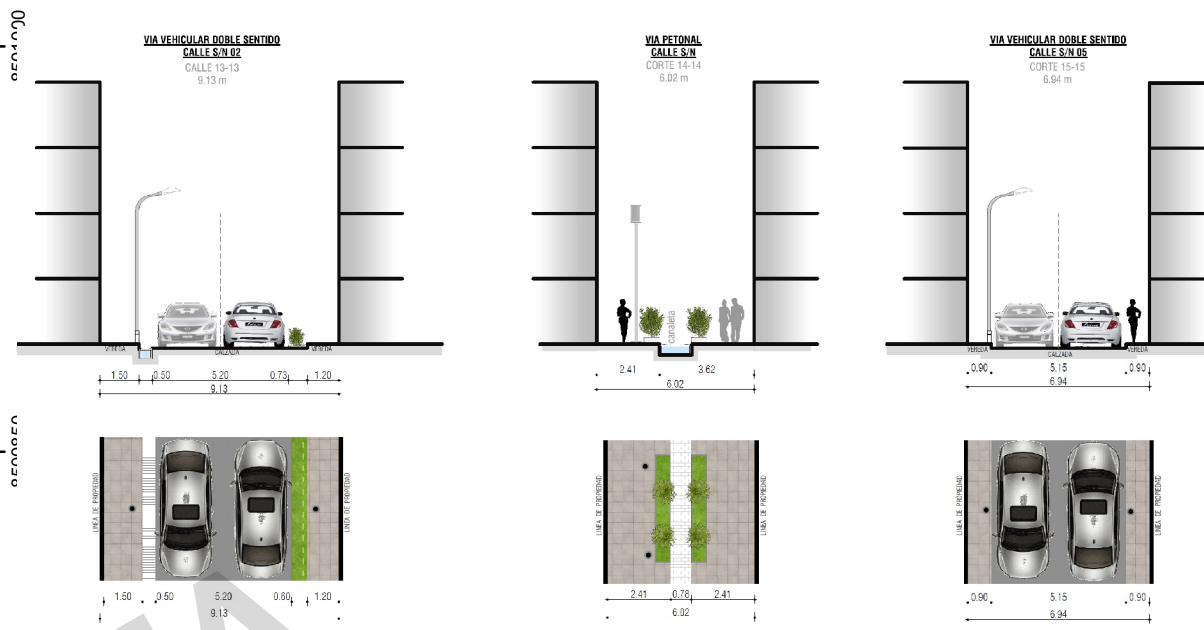 VIA VEHICULAR DOBLE SENTIDO
CALLE S/N 02
CALLE 13-13
9.13 m
VEREDA
CALZADA
VEREDA
1.50 0.50 5.20 0.73 1.20
9.13
LINEA DE PROPIEDAD
LINEA DE PROPIEDAD
1.50 0.50 5.20 0.60 1.20
9.13
VIA PETONAL
CALLE S/N
CORTE 14-14
6.02 m
canaleta
2.41 3.62
6.02
LINEA DE PROPIEDAD
LINEA DE PROPIEDAD
2.41 0.78 2.41
6.02
VIA VEHICULAR DOBLE SENTIDO
CALLE S/N 05
CORTE 15-15
6.94 m
VEREDA
CALZADA
VEREDA
0.90 5.15 0.90
6.94
LINEA DE PROPIEDAD
LINEA DE PROPIEDAD
0.90 5.15 0.90
6.94